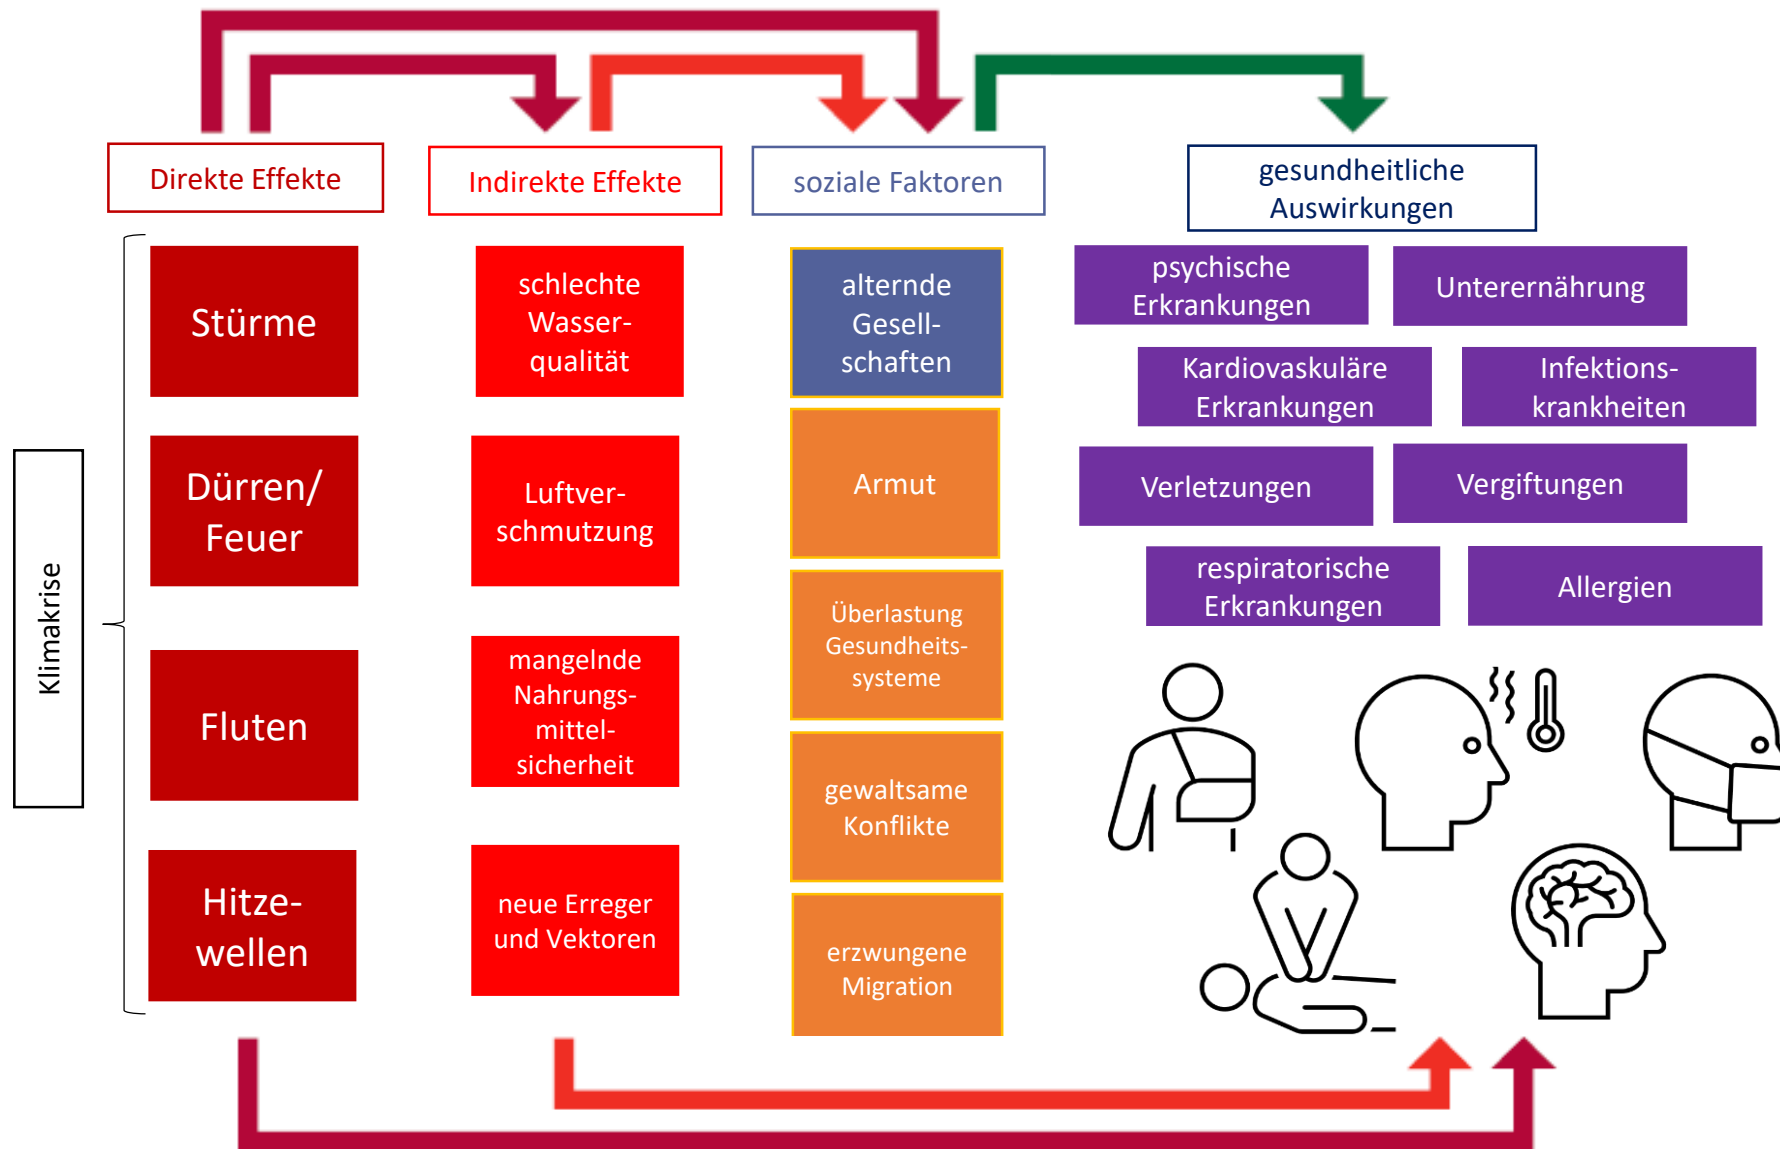 Direkte Effekte
Indirekte Effekte
soziale Faktoren
gesundheitliche
Auswirkungen
Klimakrise
Stürme
Dürren/
Feuer
Fluten
Hitze-
wellen
schlechte
Wasser-
qualität
Luftver-
schmutzung
mangelnde
Nahrungs-
mittel-
sicherheit
neue Erreger
und Vektoren
alternde
Gesell-
schaften
Armut
Überlastung
Gesundheits-
systeme
gewaltsame
Konflikte
erzwungene
Migration
psychische
Erkrankungen
Unterernährung
Kardiovaskuläre
Erkrankungen
Infektions-
krankheiten
Verletzungen
Vergiftungen
respiratorische
Erkrankungen
Allergien